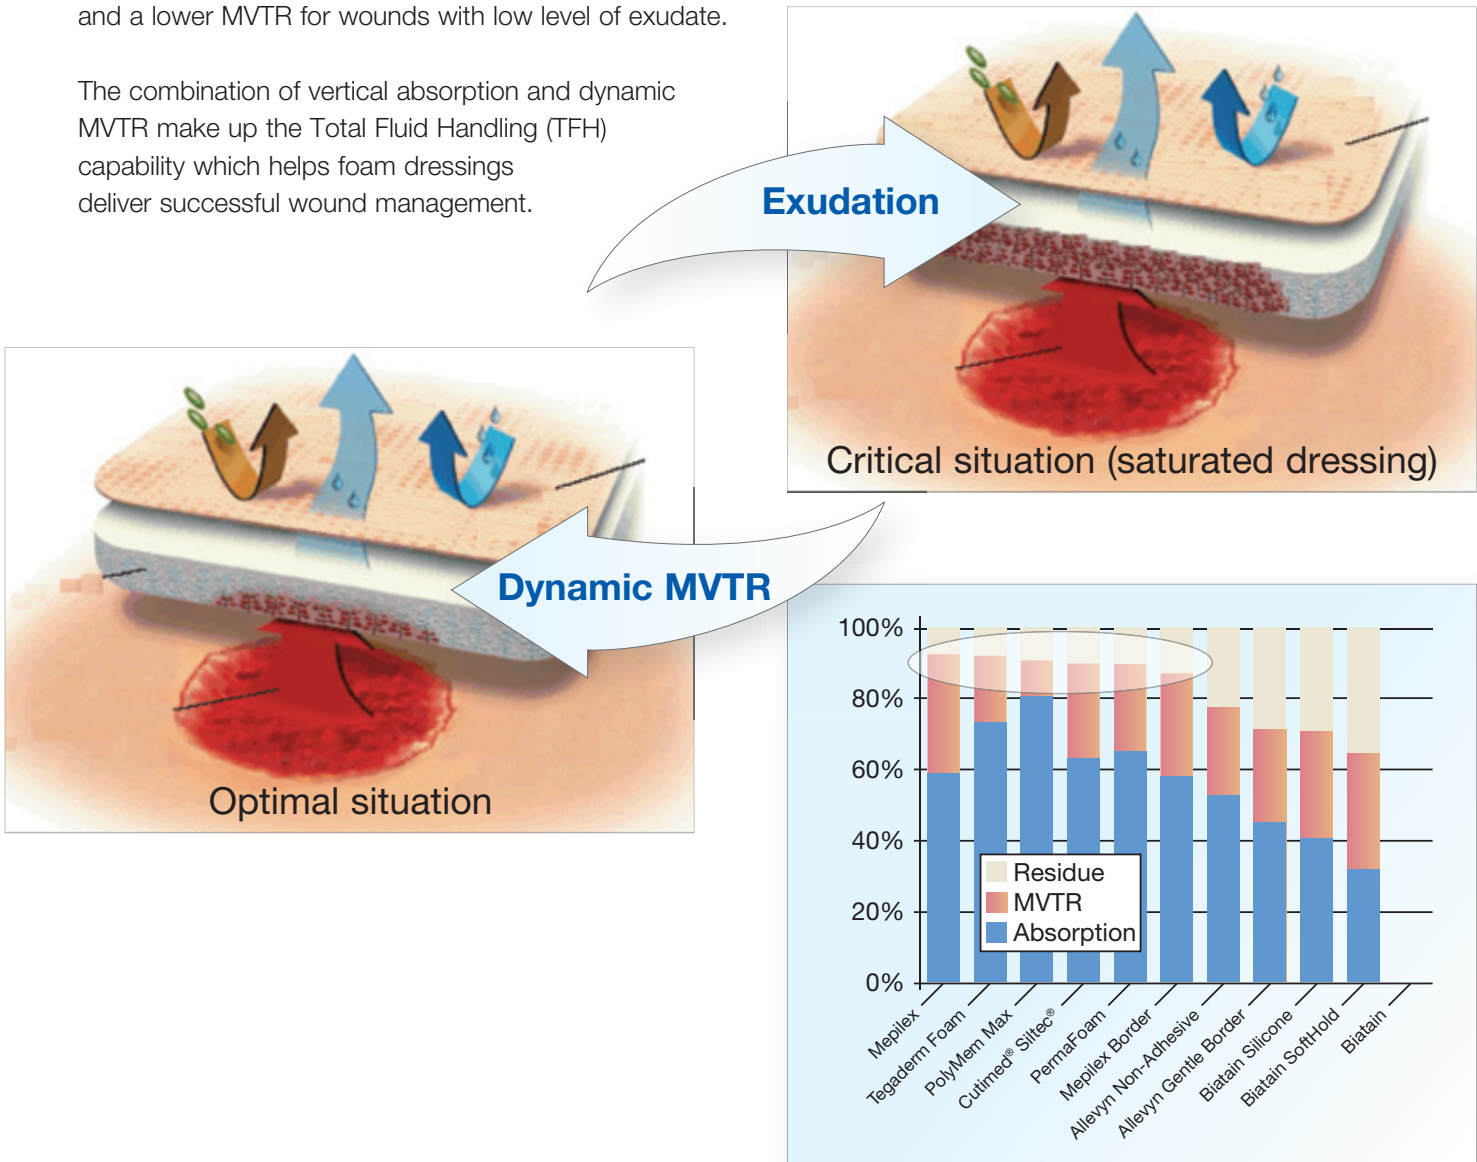 and a lower MVTR for wounds with low level of exudate.
The combination of vertical absorption and dynamic
MVTR make up the Total Fluid Handling (TFH)
capability which helps foam dressings
deliver successful wound management.
Exudation
Critical situation (saturated dressing)
Dynamic MVTR
Optimal situation
100%
80%
60%
40%
20%
0%
Residue
MVTR
Absorption
Mepilex
Tegaderm Foam
PolyMem Max
Cutimed® Siltec®
PermaFoam
Mepilex Border
Allevyn Non-Adhesive
Allevyn Gentle Border
Biatain Silicone
Biatain SoftHold
Biatain